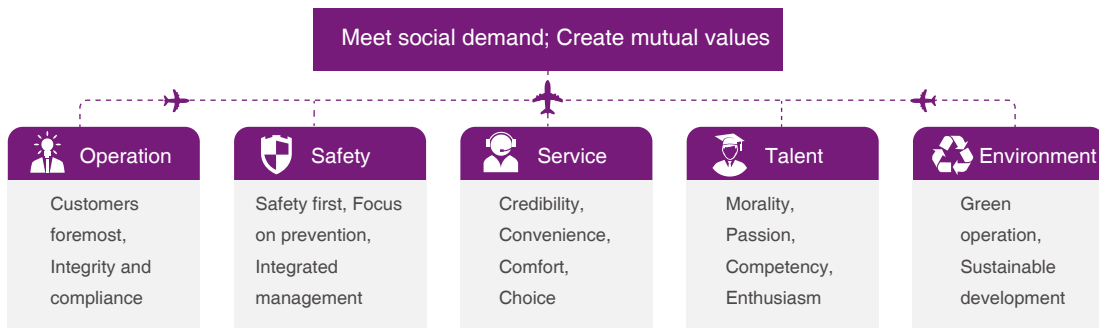 Meet social demand; Create mutual values
Operation
Customers
foremost,
Integrity and
compliance
Safety
Safety first, Focus
on prevention,
Integrated
management
Service
Credibility,
Convenience,
Comfort,
Choice
Talent
Morality,
Passion,
Competency,
Enthusiasm
Environment
Green
operation,
Sustainable
development